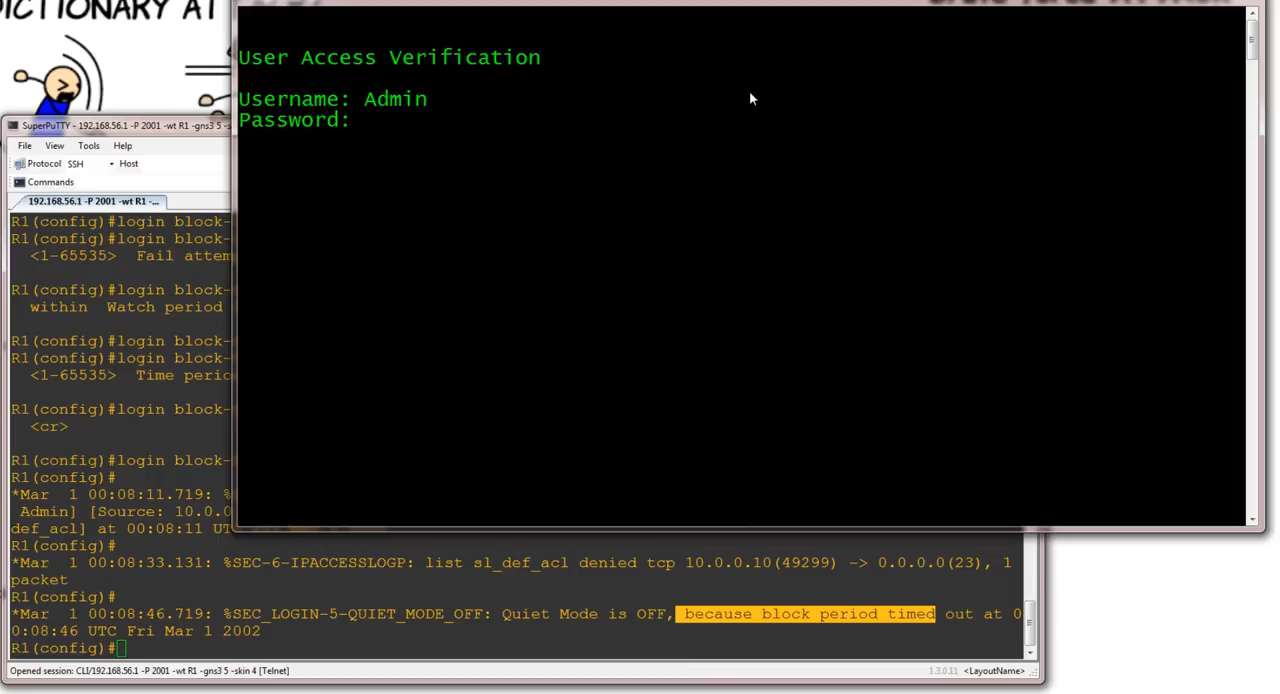 DICTIONARY AT
User Access Verification
Username: Admin
Password:
SuperPuTTY - 192.168.56.1 -P 2001 -wt R1 -gns3 5 -s
File View Tools Help
Protocol SSH Host
Commands
192.168.56.1 -P 2001 -wt R1 -...
R1(config)#login block-
R1(config)#login block-
<1-65535> Fail attem
R1(config)#login block-
within Watch period
R1(config)#login block-
R1(config)#login block-
<1-65535> Time perio
R1(config)#login block-
<cr>
R1(config)#login block-
R1(config)#
*Mar 1 00:08:11.719: %S
Admin] [Source: 10.0.0
def_acl] at 00:08:11 UT
R1(config)#
*Mar 1 00:08:33.131: %SEC-6-IPACCESSLOGP: list sl_def_acl denied tcp 10.0.0.10(49299) -> 0.0.0.0(23), 1
packet
R1(config)#
*Mar 1 00:08:46.719: %SEC_LOGIN-5-QUIET_MODE_OFF: Quiet Mode is OFF, because block period timed out at 0
0:08:46 UTC Fri Mar 1 2002
R1(config)#
Opened session: CLI/192.168.56.1 -P 2001 -wt R1 -gns3 5 -skin 4 [Telnet] 1.3.0.11 <LayoutName>